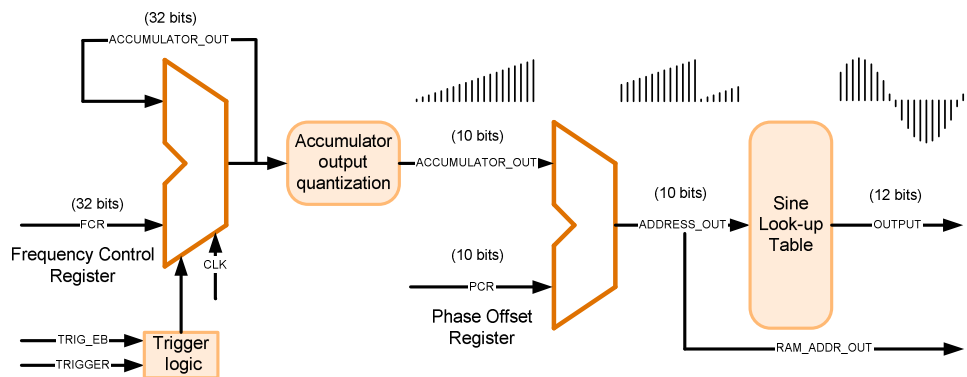 (32 bits)
ACCUMULATOR_OUT
Accumulator
output
quantization
(10 bits)
ACCUMULATOR_OUT
(32 bits)
FCR
Frequency Control
Register
CLK
TRIG_EB
TRIGGER
Trigger
logic
(10 bits)
PCR
Phase Offset
Register
(10 bits)
ADDRESS_OUT
Sine
Look-up
Table
(12 bits)
OUTPUT
RAM_ADDR_OUT